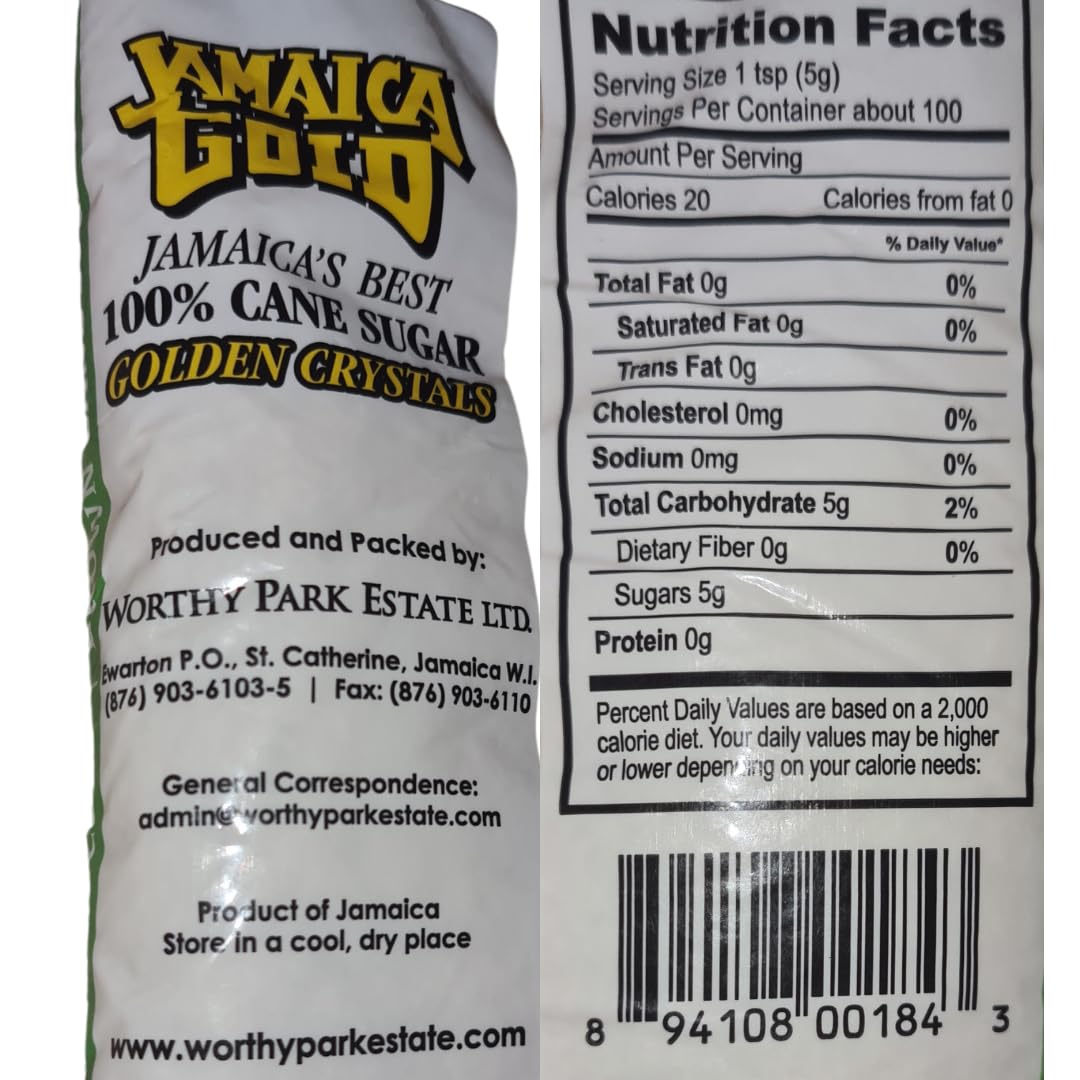 JAMAICA
GOLD
JAMAICA'S BEST
100% CANE SUGAR
GOLDEN CRYSTALS
Produced and Packed by:
WORTHY PARK ESTATE LTD.
Ewarton P.O., St. Catherine, Jamaica W.I.
(876) 903-6103-5 | Fax: (876) 903-6110
General Correspondence:
admin@worthyparkestate.com
Product of Jamaica
Store in a cool, dry place
www.worthyparkestate.com
Nutrition Facts
Serving Size 1 tsp (5g)
Servings Per Container about 100
Amount Per Serving
Calories 20 Calories from fat 0
% Daily Value*
Total Fat 0g 0%
Saturated Fat 0g 0%
Trans Fat 0g
Cholesterol 0mg 0%
Sodium 0mg 0%
Total Carbohydrate 5g 2%
Dietary Fiber 0g 0%
Sugars 5g
Protein 0g
Percent Daily Values are based on a 2,000
calorie diet. Your daily values may be higher
or lower depending on your calorie needs:
8 94108 00184 3